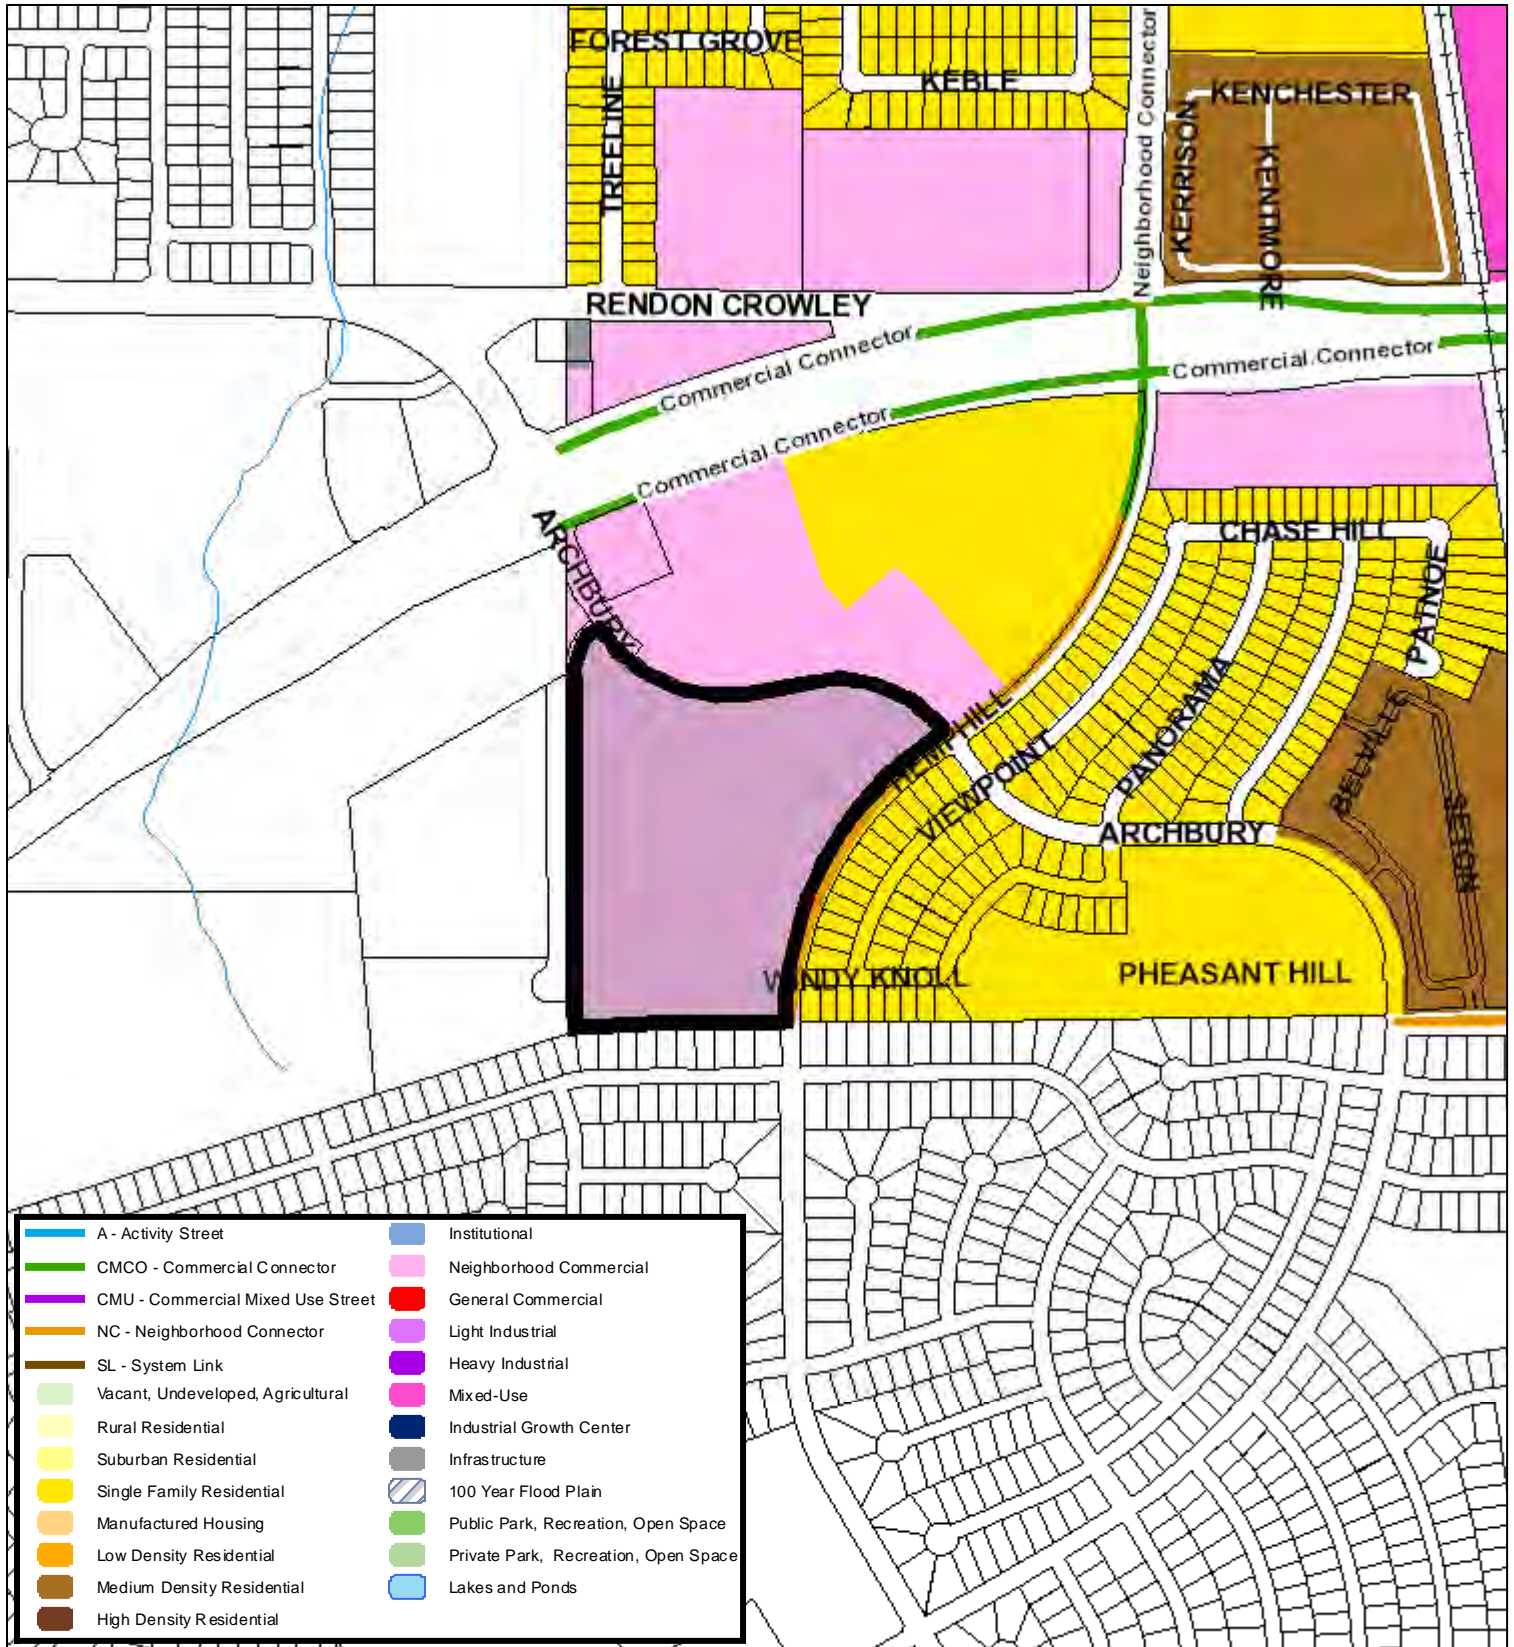 FOREST GROVE
KEBLE
TREELINE
Neighborhood Connector
KENCHESTER
KERRISON
KENTMORE
RENDON CROWLEY
Commercial Connector
Commercial Connector
Commercial Connector
ARCHBURY
CHASE HILL
PATNOE
HEMPHILL
VIEWPOINT
PANORAMA
BELVILLE
SETON
ARCHBURY
WINDY KNOLL
PHEASANT HILL
A - Activity Street
CMCO - Commercial Connector
CMU - Commercial Mixed Use Street
NC - Neighborhood Connector
SL - System Link
Vacant, Undeveloped, Agricultural
Rural Residential
Suburban Residential
Single Family Residential
Manufactured Housing
Low Density Residential
Medium Density Residential
High Density Residential
Institutional
Neighborhood Commercial
General Commercial
Light Industrial
Heavy Industrial
Mixed-Use
Industrial Growth Center
Infrastructure
100 Year Flood Plain
Public Park, Recreation, Open Space
Private Park, Recreation, Open Space
Lakes and Ponds